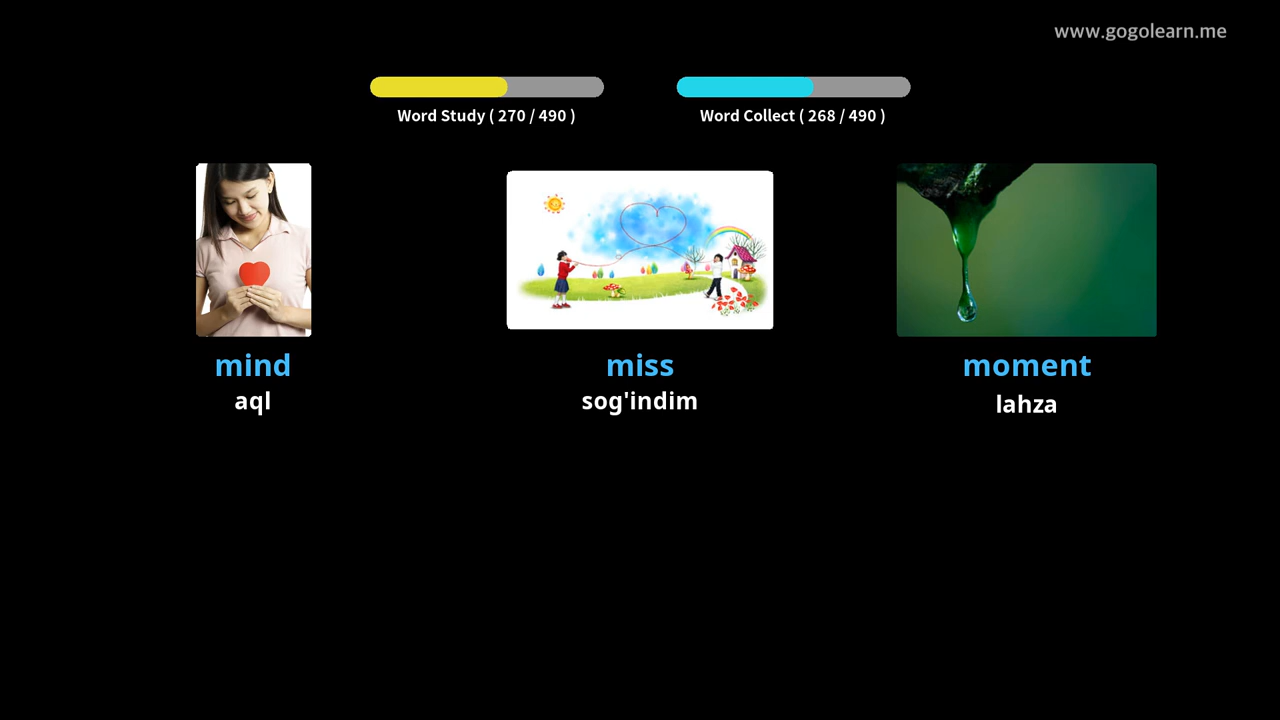 www.gogolearn.me
Word Study ( 270 / 490 )
Word Collect ( 268 / 490 )
mind
aql
miss
sog'indim
moment
lahza